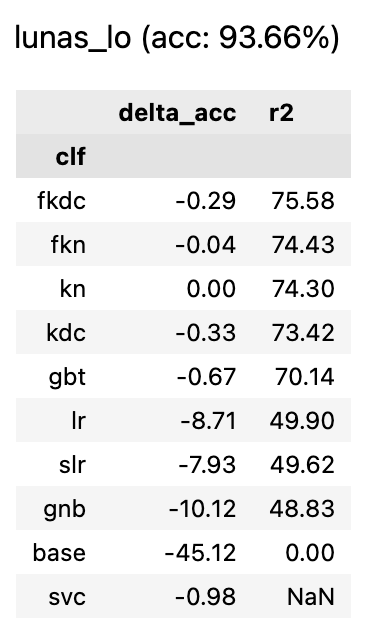 lunas_lo (acc: 93.66%)
delta_acc r2
clf
fkdc -0.29 75.58
fkn -0.04 74.43
kn 0.00 74.30
kdc -0.33 73.42
gbt -0.67 70.14
lr -8.71 49.90
slr -7.93 49.62
gnb -10.12 48.83
base -45.12 0.00
svc -0.98 NaN